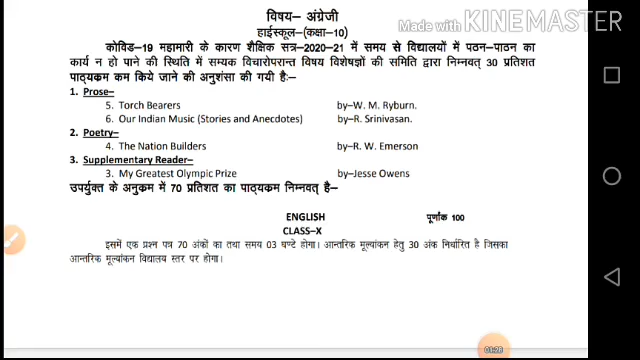 Made with KINEMASTER
विषय– अंग्रेजी
हाईस्कूल–(कक्षा–10)
कोविड–19 महामारी के कारण शैक्षिक सत्र–2020–21 में समय से विद्यालयों में पठन–पाठन का
कार्य न हो पाने की स्थिति में सम्यक विचारोपरान्त विषय विशेषज्ञों की समिति द्वारा निम्नवत् 30 प्रतिशत
पाठ्यक्रम कम किये जाने की अनुशंसा की गयी हैः–
1. Prose–
5. Torch Bearers by–W. M. Ryburn.
6. Our Indian Music (Stories and Anecdotes) by–R. Srinivasan.
2. Poetry–
4. The Nation Builders by–R. W. Emerson
3. Supplementary Reader–
3. My Greatest Olympic Prize by–Jesse Owens
उपर्युक्त के अनुक्रम में 70 प्रतिशत का पाठ्यक्रम निम्नवत् है–
ENGLISH पूर्णांक 100
CLASS–X
इसमें एक प्रश्न पत्र 70 अंकों का तथा समय 03 घण्टे होगा। आन्तरिक मूल्यांकन हेतु 30 अंक निर्धारित है जिसका
आन्तरिक मूल्यांकन विद्यालय स्तर पर होगा।
01:28